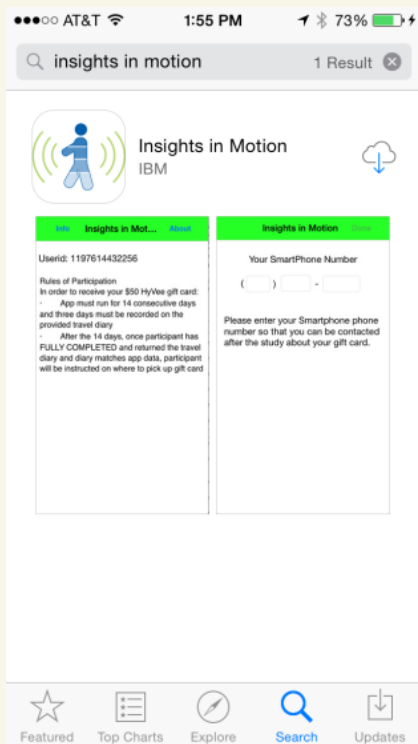 AT&T 1:55 PM 73%
insights in motion 1 Result
Insights in Motion
IBM
Info Insights in Mot... About
Userid: 1197614432256
Rules of Participation
In order to receive your $50 HyVee gift card:
· App must run for 14 consecutive days
and three days must be recorded on the
provided travel diary
· After the 14 days, once participant has
FULLY COMPLETED and returned the travel
diary and diary matches app data, participant
will be instructed on where to pick up gift card
Insights in Motion Done
Your SmartPhone Number
( ) -
Please enter your Smartphone phone
number so that you can be contacted
after the study about your gift card.
Featured Top Charts Explore Search Updates